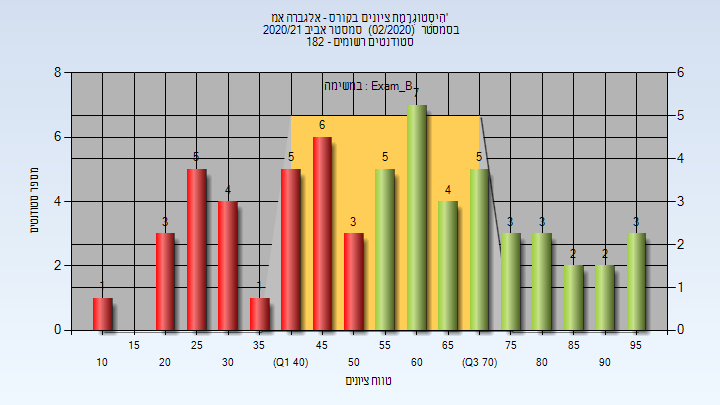 היסטוגרמת ציונים בקורס - אלגברה אמ'
בסמסטר (02/2020) סמסטר אביב 2020/21
סטודנטים רשומים - 182
במשימה : Exam_B
מספר סטודנטים
8 6 4 2 0
6 5 4 3 2 1 0
1 3 5 4 1 5 6 3 5 7 4 5 3 3 2 2 3
15 25 35 45 55 65 75 85 95
10 20 30 (Q1 40) 50 60 (Q3 70) 80 90
טווח ציונים